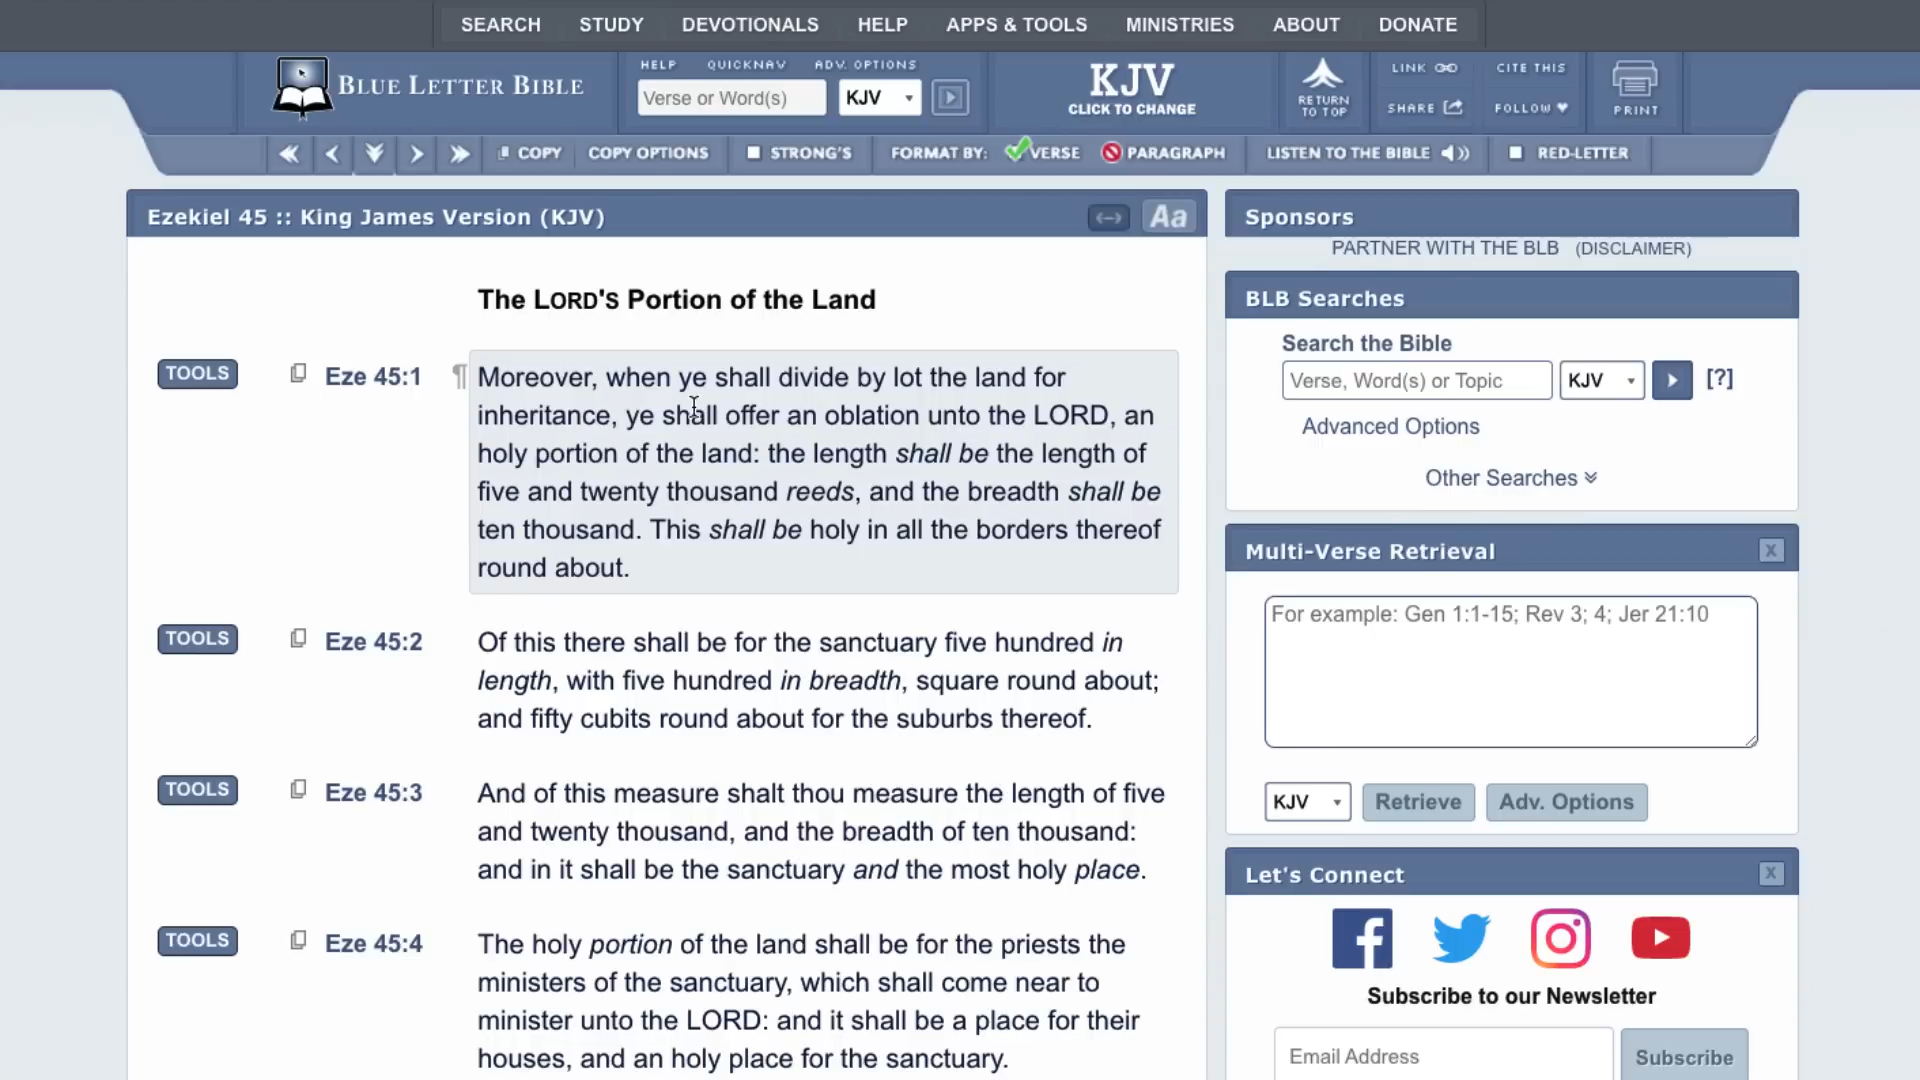 SEARCH STUDY DEVOTIONALS HELP APPS & TOOLS MINISTRIES ABOUT DONATE
BLUE LETTER BIBLE
HELP QUICKNAV ADV. OPTIONS
Verse or Word(s) KJV
KJV
CLICK TO CHANGE
RETURN
TO TOP
LINK CITE THIS
SHARE FOLLOW
PRINT
COPY COPY OPTIONS STRONG'S FORMAT BY: VERSE PARAGRAPH LISTEN TO THE BIBLE RED-LETTER
Ezekiel 45 :: King James Version (KJV) Aa
The LORD'S Portion of the Land
TOOLS Eze 45:1 ¶ Moreover, when ye shall divide by lot the land for
inheritance, ye shall offer an oblation unto the LORD, an
holy portion of the land: the length shall be the length of
five and twenty thousand reeds, and the breadth shall be
ten thousand. This shall be holy in all the borders thereof
round about.
TOOLS Eze 45:2 Of this there shall be for the sanctuary five hundred in
length, with five hundred in breadth, square round about;
and fifty cubits round about for the suburbs thereof.
TOOLS Eze 45:3 And of this measure shalt thou measure the length of five
and twenty thousand, and the breadth of ten thousand:
and in it shall be the sanctuary and the most holy place.
TOOLS Eze 45:4 The holy portion of the land shall be for the priests the
ministers of the sanctuary, which shall come near to
minister unto the LORD: and it shall be a place for their
houses, and an holy place for the sanctuary.
Sponsors
PARTNER WITH THE BLB (DISCLAIMER)
BLB Searches
Search the Bible
Verse, Word(s) or Topic KJV [?]
Advanced Options
Other Searches
Multi-Verse Retrieval X
For example: Gen 1:1-15; Rev 3; 4; Jer 21:10
KJV Retrieve Adv. Options
Let's Connect X
Subscribe to our Newsletter
Email Address Subscribe